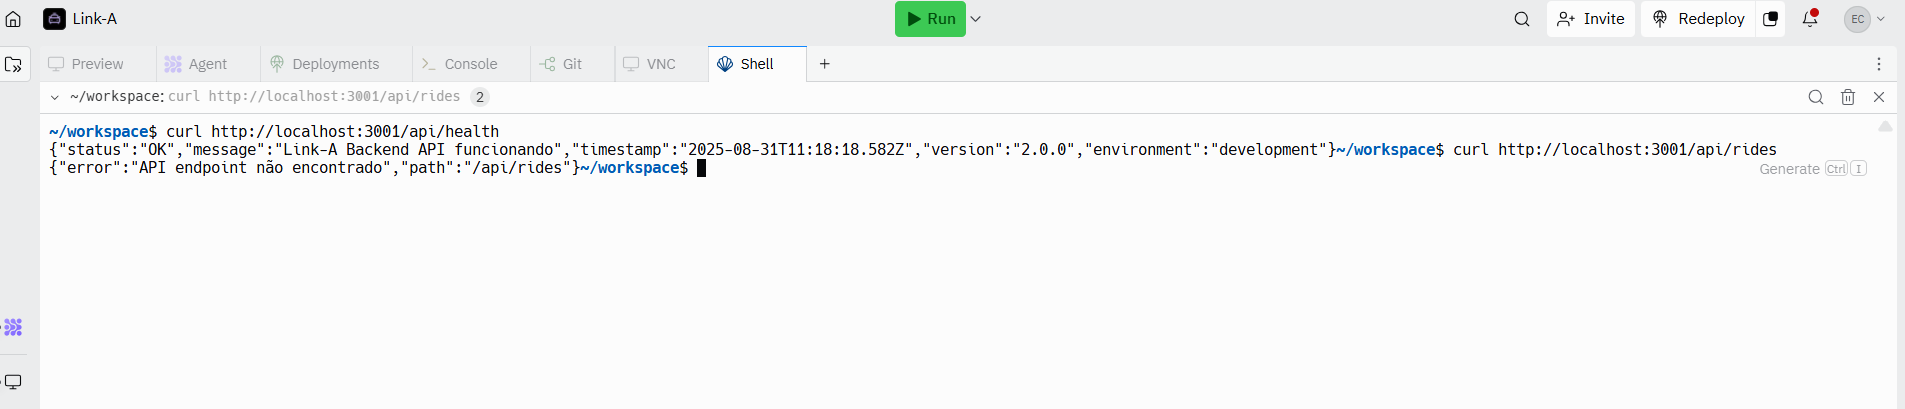 Link-A
Run
Invite
Redeploy
EC
Preview
Agent
Deployments
Console
Git
VNC
Shell
~/workspace: curl http://localhost:3001/api/rides 2
~/workspace$ curl http://localhost:3001/api/health
{"status":"OK","message":"Link-A Backend API funcionando","timestamp":"2025-08-31T11:18:18.582Z","version":"2.0.0","environment":"development"}~/workspace$ curl http://localhost:3001/api/rides
{"error":"API endpoint não encontrado","path":"/api/rides"}~/workspace$
Generate Ctrl I